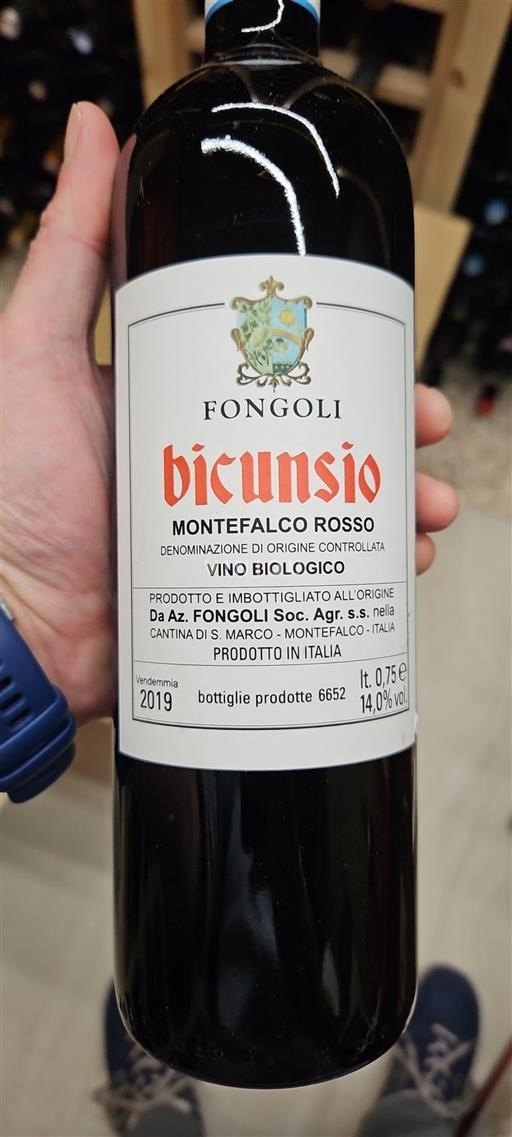 FONGOLI
bicunsio
MONTEFALCO ROSSO
DENOMINAZIONE DI ORIGINE CONTROLLATA
VINO BIOLOGICO
PRODOTTO E IMBOTTIGLIATO ALL'ORIGINE
Da Az. FONGOLI Soc. Agr. s.s. nella
CANTINA DI S. MARCO - MONTEFALCO - ITALIA
PRODOTTO IN ITALIA
Vendemmia
2019
bottiglie prodotte 6652
lt. 0,75 e
14,0% vol.